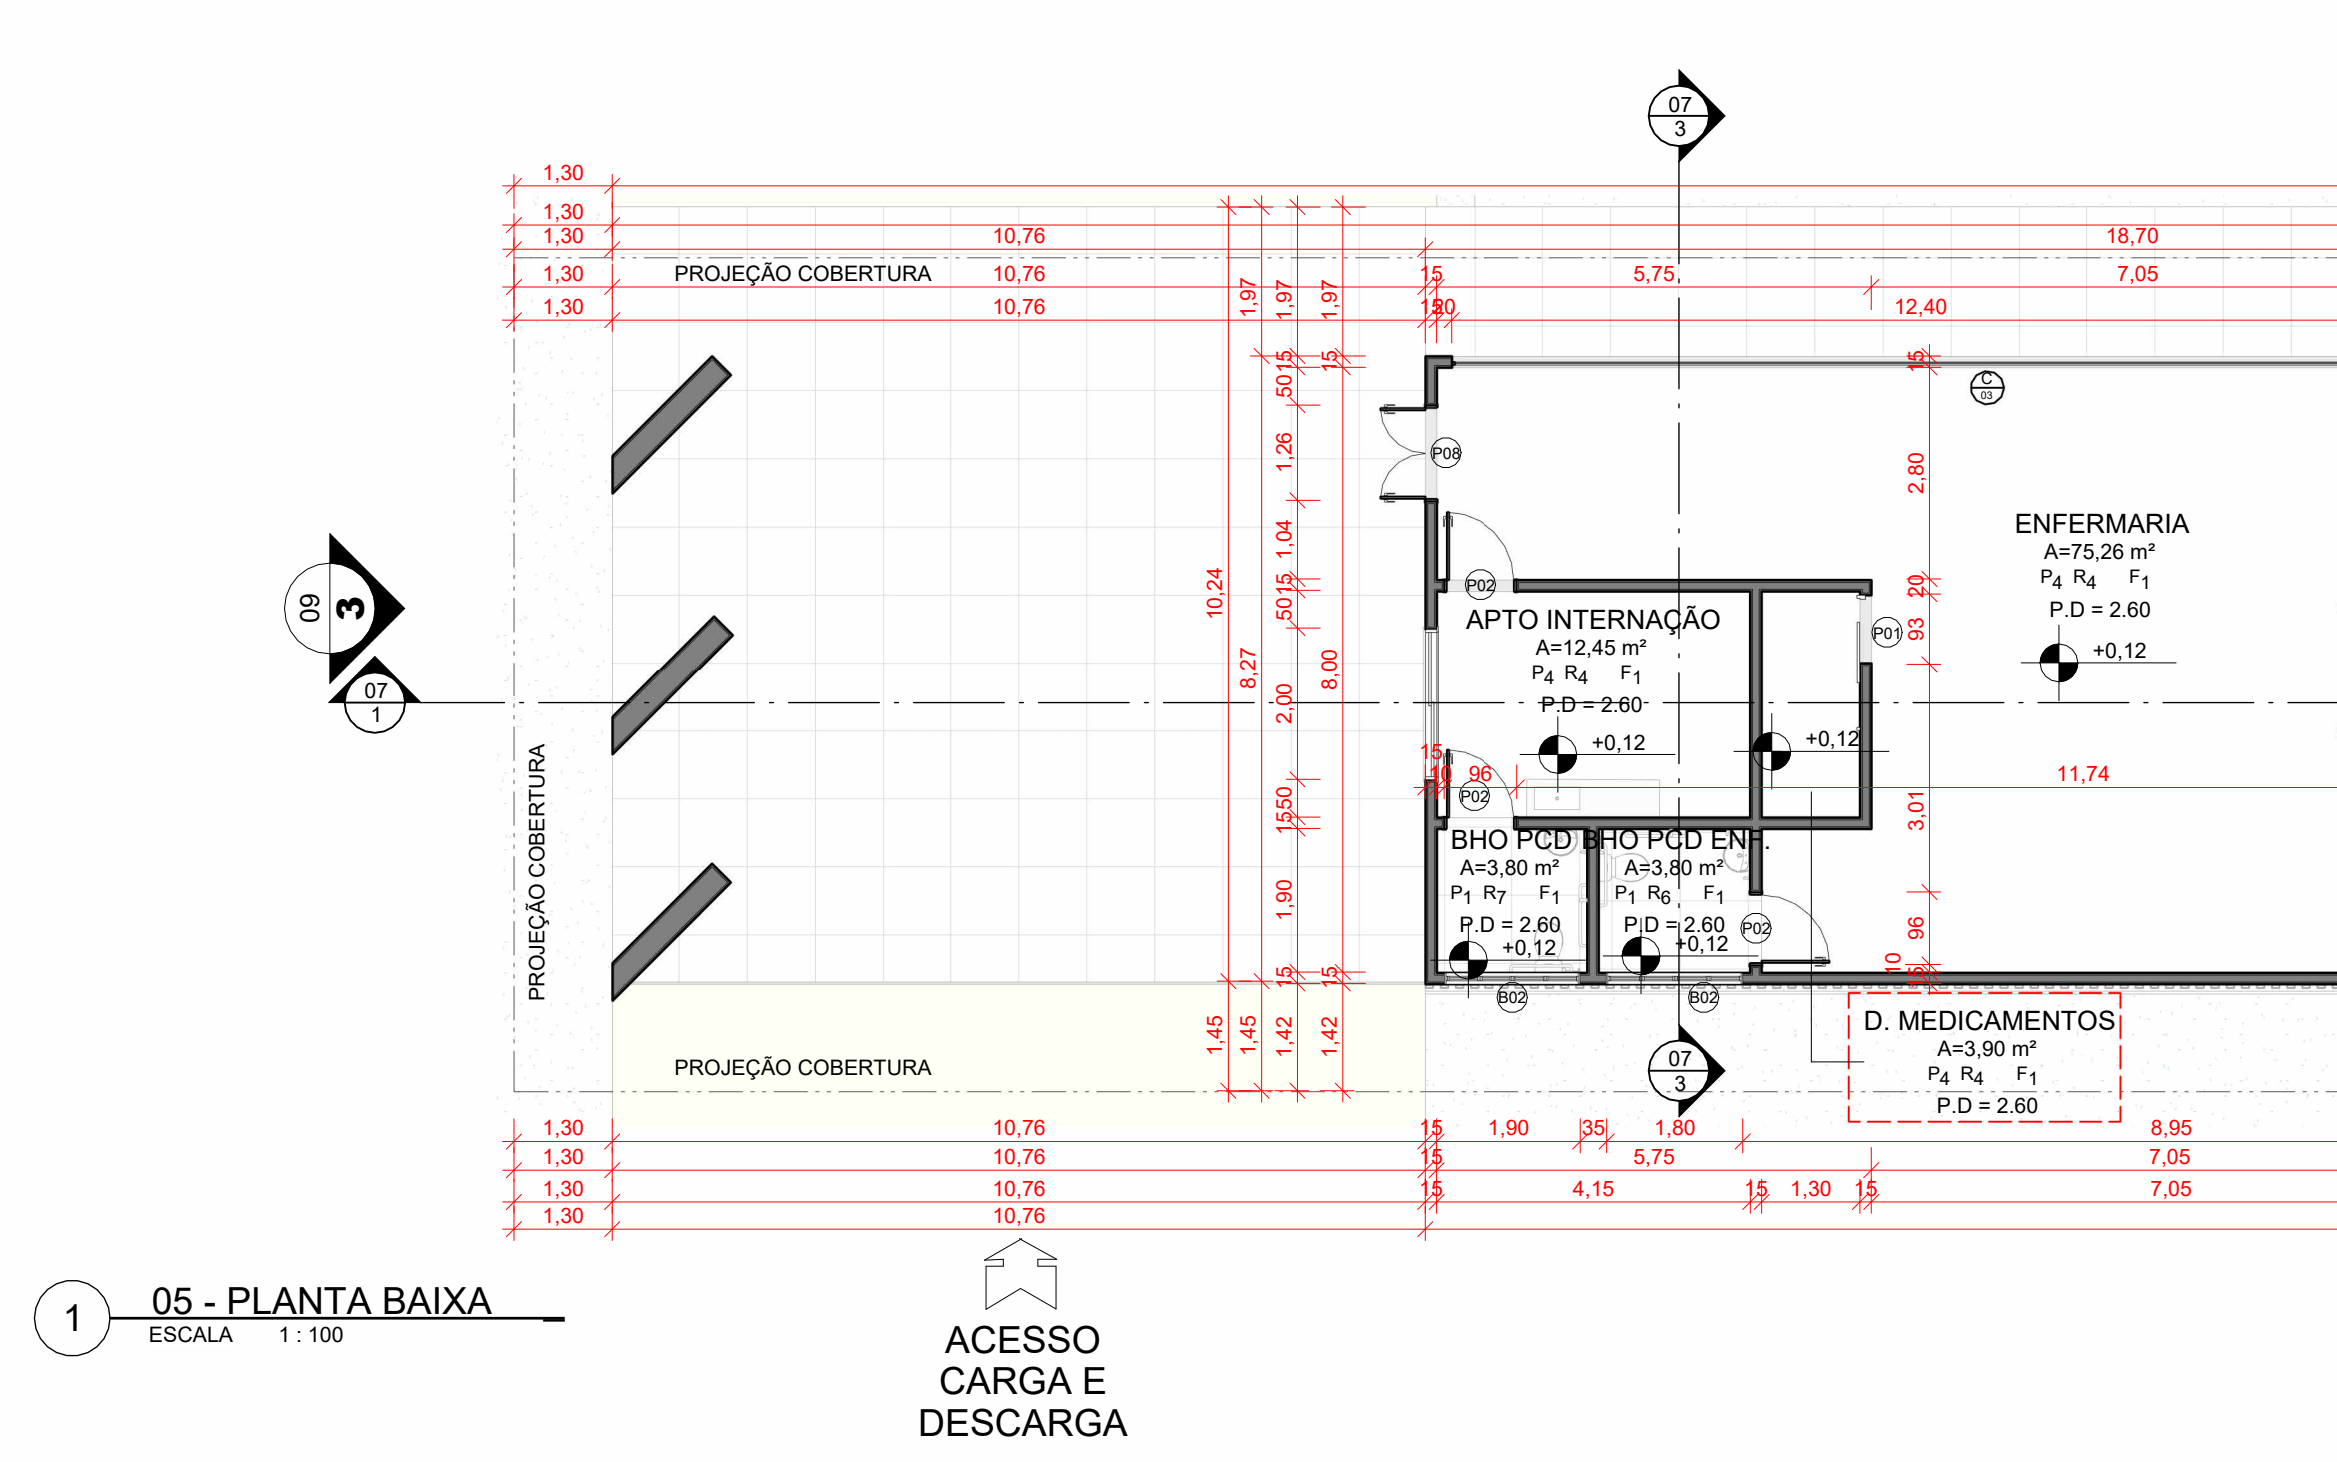 07
3
1,30
1,30
1,30
10,76
18,70
1,30
PROJEÇÃO COBERTURA
10,76
15
5,75
7,05
1,30
10,76
15
20
12,40
1,97
1,97
1,97
15
15
15
50
C
03
1,26
P08
2,80
ENFERMARIA
A=75,26 m²
P4 R4 F1
P.D = 2.60
+0,12
1,04
10,24
15
50
20
P02
09
3
APTO INTERNAÇÃO
A=12,45 m²
P4 R4 F1
P.D = 2.60
+0,12
93
P01
8,27
8,00
2,00
07
1
+0,12
15
10
96
11,74
P02
50
15
3,01
PROJEÇÃO COBERTURA
BHO PCD
A=3,80 m²
P1 R7 F1
P.D = 2.60
+0,12
BHO PCD ENF.
A=3,80 m²
P1 R6 F1
P.D = 2.60
+0,12
1,90
P02
96
10
15
15
15
B02
B02
1,45
1,45
1,42
1,42
PROJEÇÃO COBERTURA
07
3
D. MEDICAMENTOS
A=3,90 m²
P4 R4 F1
P.D = 2.60
1,30
10,76
15
1,90
35
1,80
8,95
1,30
10,76
15
5,75
7,05
1,30
10,76
15
4,15
15
1,30
15
7,05
1,30
10,76
1
05 - PLANTA BAIXA
ESCALA 1 : 100
ACESSO
CARGA E
DESCARGA